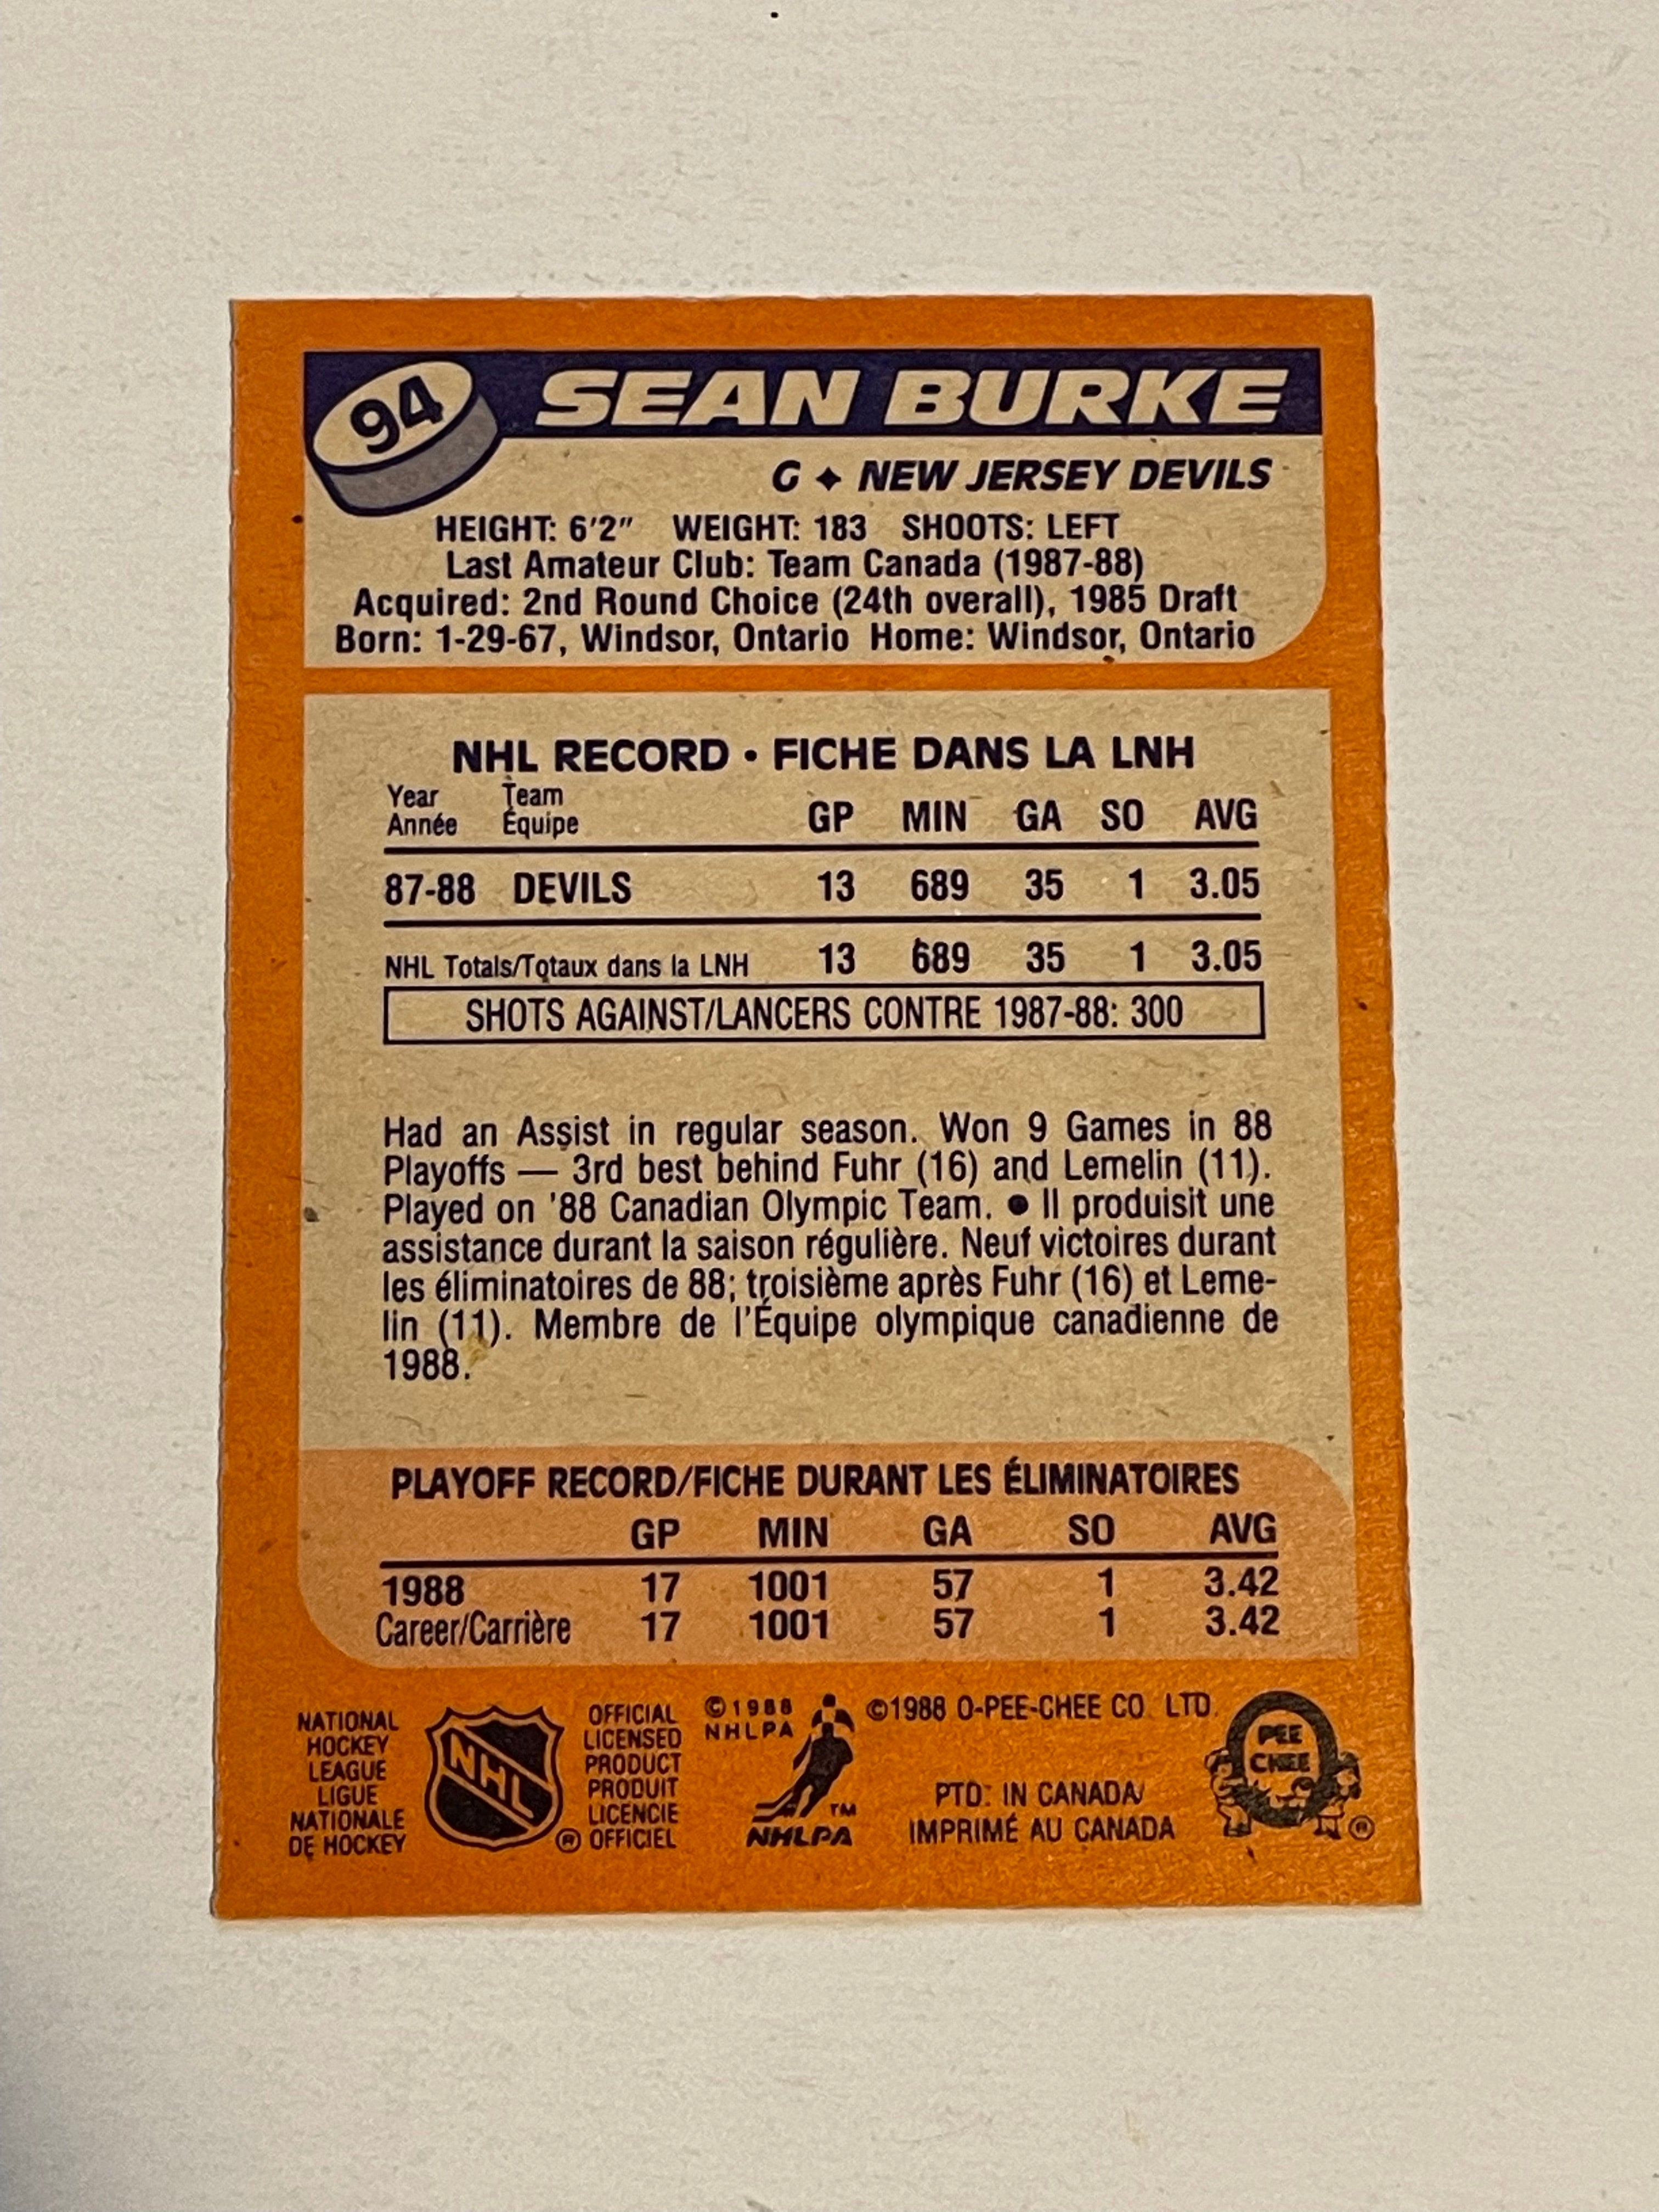 94 SEAN BURKE
G ✦ NEW JERSEY DEVILS
HEIGHT: 6'2" WEIGHT: 183 SHOOTS: LEFT
Last Amateur Club: Team Canada (1987-88)
Acquired: 2nd Round Choice (24th overall), 1985 Draft
Born: 1-29-67, Windsor, Ontario Home: Windsor, Ontario
NHL RECORD • FICHE DANS LA LNH
Year Team
Année Équipe GP MIN GA SO AVG
87-88 DEVILS 13 689 35 1 3.05
NHL Totals/Totaux dans la LNH 13 689 35 1 3.05
SHOTS AGAINST/LANCERS CONTRE 1987-88: 300
Had an Assist in regular season. Won 9 Games in 88
Playoffs — 3rd best behind Fuhr (16) and Lemelin (11).
Played on '88 Canadian Olympic Team. ● Il produisit une
assistance durant la saison régulière. Neuf victoires durant
les éliminatoires de 88; troisième après Fuhr (16) et Leme-
lin (11). Membre de l'Équipe olympique canadienne de
1988.
PLAYOFF RECORD/FICHE DURANT LES ÉLIMINATOIRES
GP MIN GA SO AVG
1988 17 1001 57 1 3.42
Career/Carrière 17 1001 57 1 3.42
NATIONAL
HOCKEY
LEAGUE
LIGUE
NATIONALE
DE HOCKEY
NHL
OFFICIAL
LICENSED
PRODUCT
PRODUIT
LICENCIE
® OFFICIEL
©1988
NHLPA
TM
NHLPA
©1988 O-PEE-CHEE CO. LTD.
PTD. IN CANADA/
IMPRIMÉ AU CANADA
PEE
CHEE
®